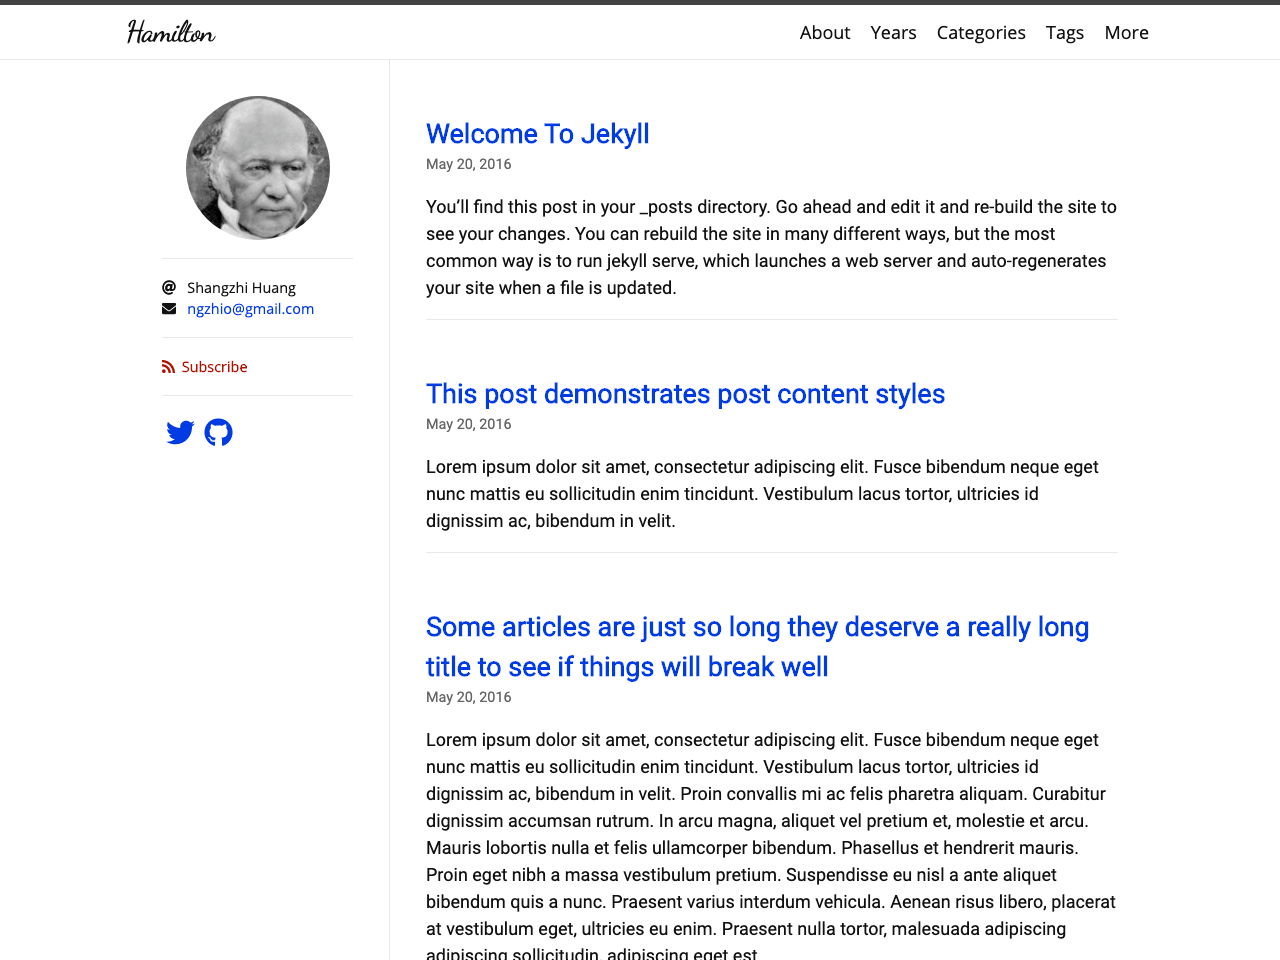 Hamilton
About Years Categories Tags More
Shangzhi Huang
ngzhio@gmail.com
Subscribe
Welcome To Jekyll
May 20, 2016
You’ll find this post in your _posts directory. Go ahead and edit it and re-build the site to
see your changes. You can rebuild the site in many different ways, but the most
common way is to run jekyll serve, which launches a web server and auto-regenerates
your site when a file is updated.
This post demonstrates post content styles
May 20, 2016
Lorem ipsum dolor sit amet, consectetur adipiscing elit. Fusce bibendum neque eget
nunc mattis eu sollicitudin enim tincidunt. Vestibulum lacus tortor, ultricies id
dignissim ac, bibendum in velit.
Some articles are just so long they deserve a really long
title to see if things will break well
May 20, 2016
Lorem ipsum dolor sit amet, consectetur adipiscing elit. Fusce bibendum neque eget
nunc mattis eu sollicitudin enim tincidunt. Vestibulum lacus tortor, ultricies id
dignissim ac, bibendum in velit. Proin convallis mi ac felis pharetra aliquam. Curabitur
dignissim accumsan rutrum. In arcu magna, aliquet vel pretium et, molestie et arcu.
Mauris lobortis nulla et felis ullamcorper bibendum. Phasellus et hendrerit mauris.
Proin eget nibh a massa vestibulum pretium. Suspendisse eu nisl a ante aliquet
bibendum quis a nunc. Praesent varius interdum vehicula. Aenean risus libero, placerat
at vestibulum eget, ultricies eu enim. Praesent nulla tortor, malesuada adipiscing
adipiscing sollicitudin, adipiscing eget est.